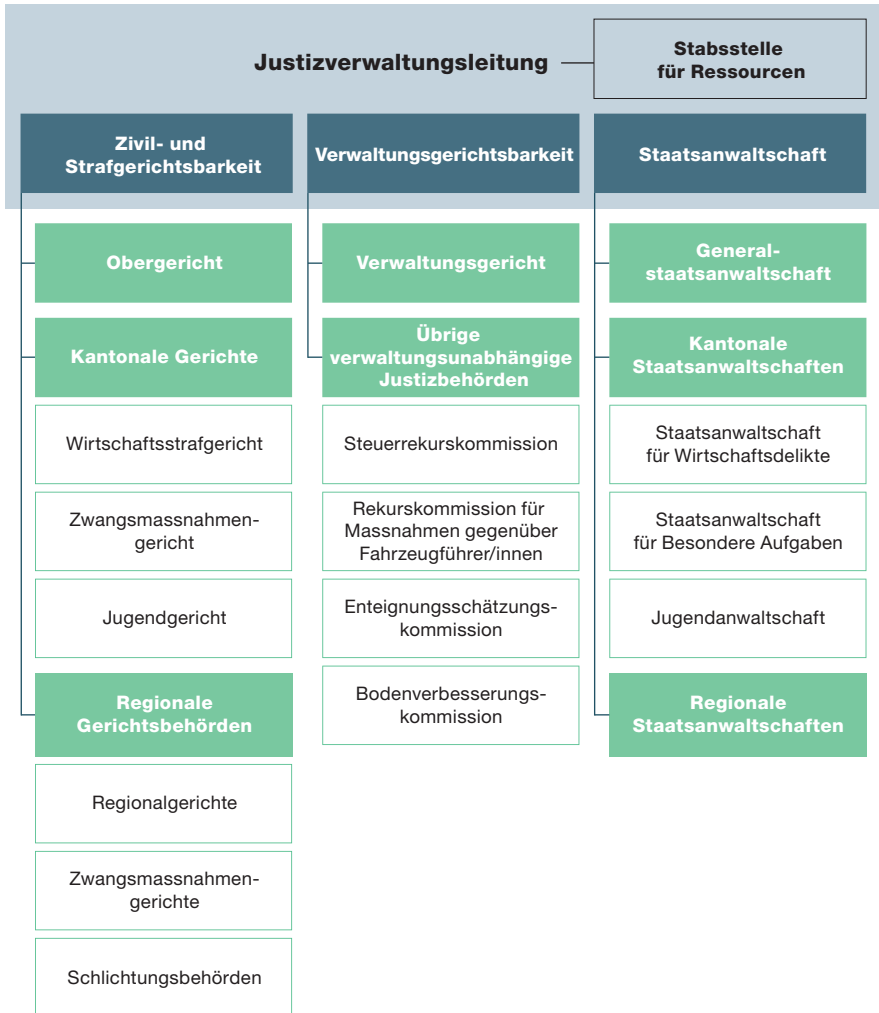 Justizverwaltungsleitung
Stabsstelle
für Ressourcen
Zivil- und
Strafgerichtsbarkeit
Verwaltungsgerichtsbarkeit
Staatsanwaltschaft
Obergericht
Kantonale Gerichte
Wirtschaftsstrafgericht
Zwangsmassnahmen-
gericht
Jugendgericht
Regionale
Gerichtsbehörden
Regionalgerichte
Zwangsmassnahmen-
gerichte
Schlichtungsbehörden
Verwaltungsgericht
Übrige
verwaltungsunabhängige
Justizbehörden
Steuerrekurskommission
Rekurskommission für
Massnahmen gegenüber
Fahrzeugführer/innen
Enteignungsschätzungs-
kommission
Bodenverbesserungs-
kommission
General-
staatsanwaltschaft
Kantonale
Staatsanwaltschaften
Staatsanwaltschaft
für Wirtschaftsdelikte
Staatsanwaltschaft
für Besondere Aufgaben
Jugendanwaltschaft
Regionale
Staatsanwaltschaften